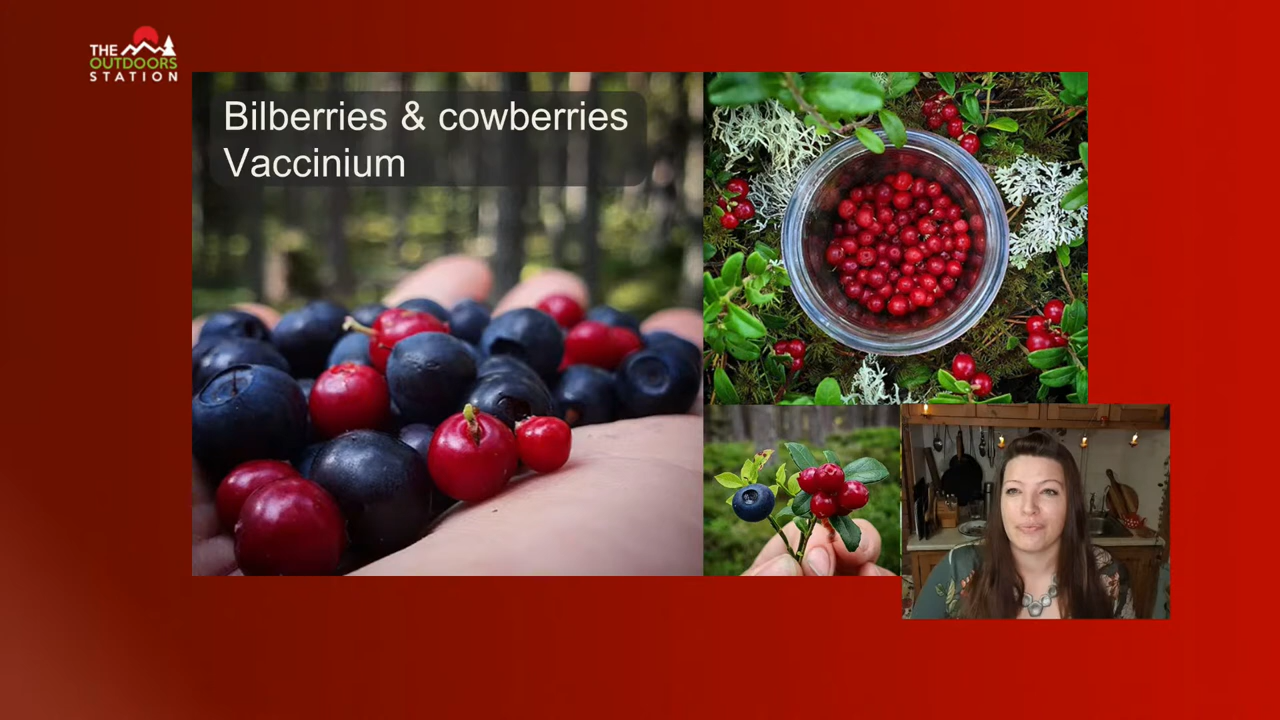 THE
OUTDOORS
STATION
Bilberries & cowberries
Vaccinium